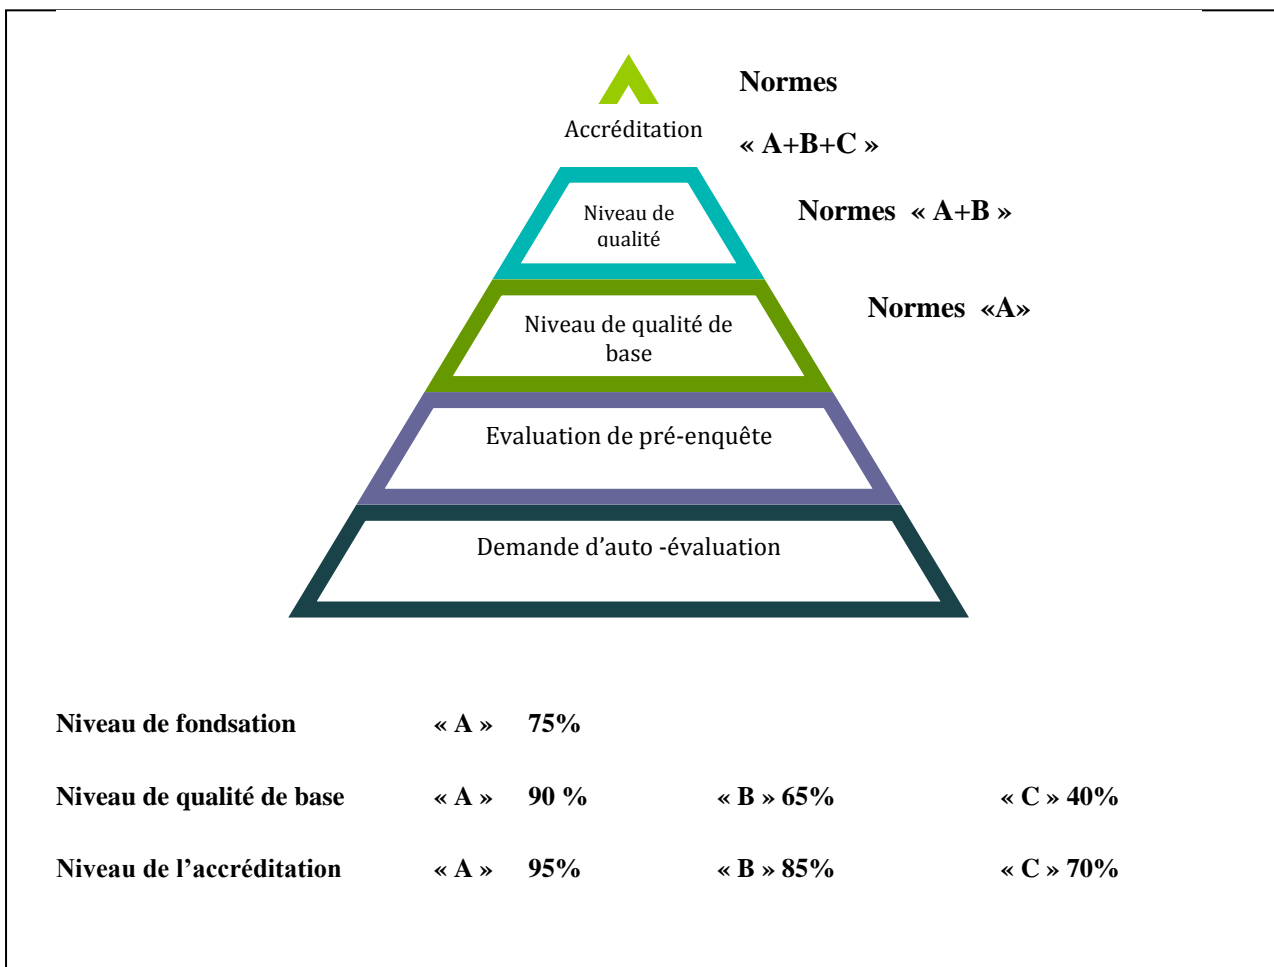 Normes
Accréditation
« A+B+C »
Niveau de
qualité
Normes « A+B »
Normes «A»
Niveau de qualité de
base
Evaluation de pré-enquête
Demande d’auto -évaluation
Niveau de fondsation « A » 75%
Niveau de qualité de base « A » 90 % « B » 65% « C » 40%
Niveau de l’accréditation « A » 95% « B » 85% « C » 70%